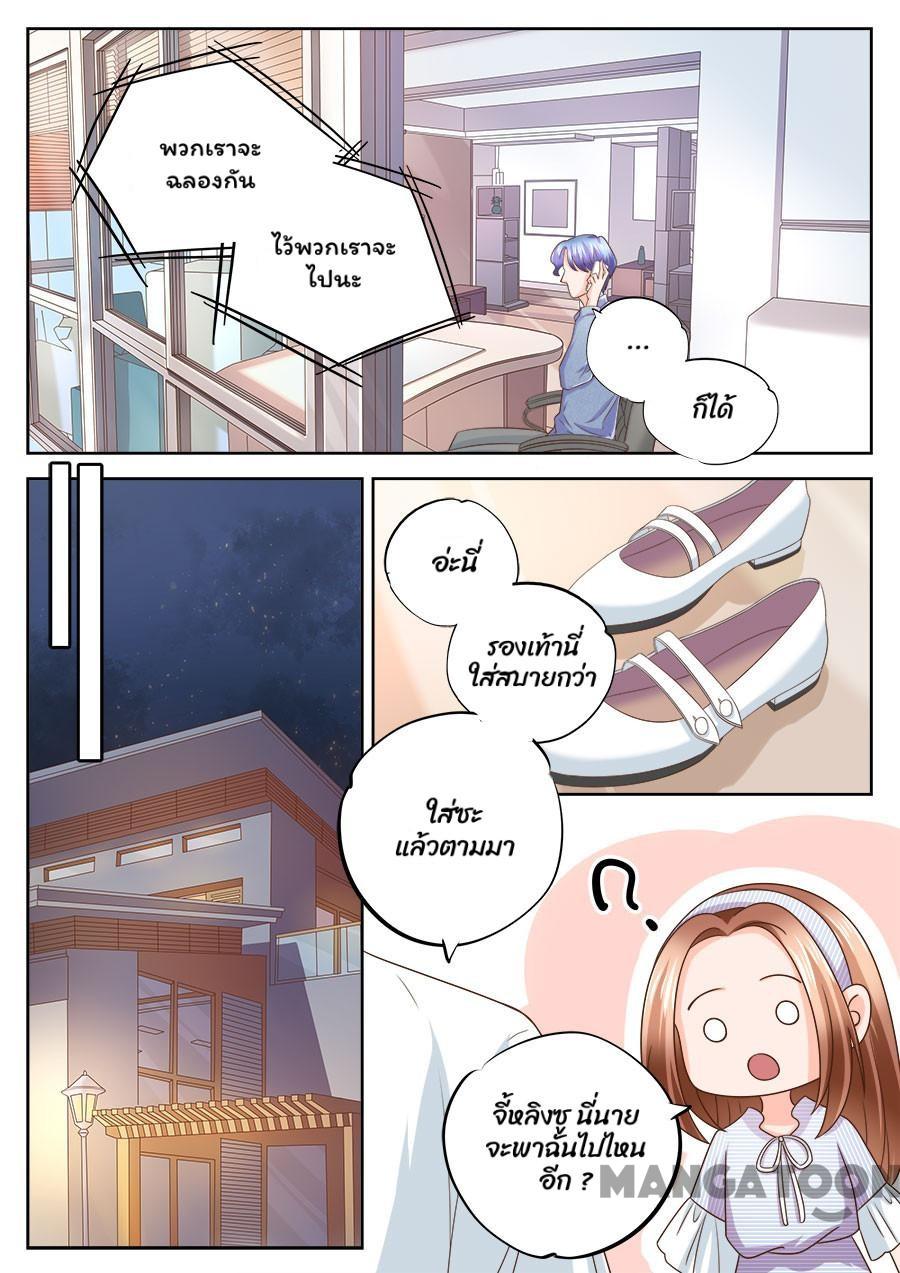 พวกเราจะ
ฉลองกัน
ไว้พวกเราจะ
ไปนะ
...
ก็ได้
อ่ะนี่
รองเท้านี่
ใส่สบายกว่า
ใส่ซะ
แล้วตามมา
จี้หลิงซู นี่นาย
จะพาฉันไปไหน
อีก ?
MANGATOON